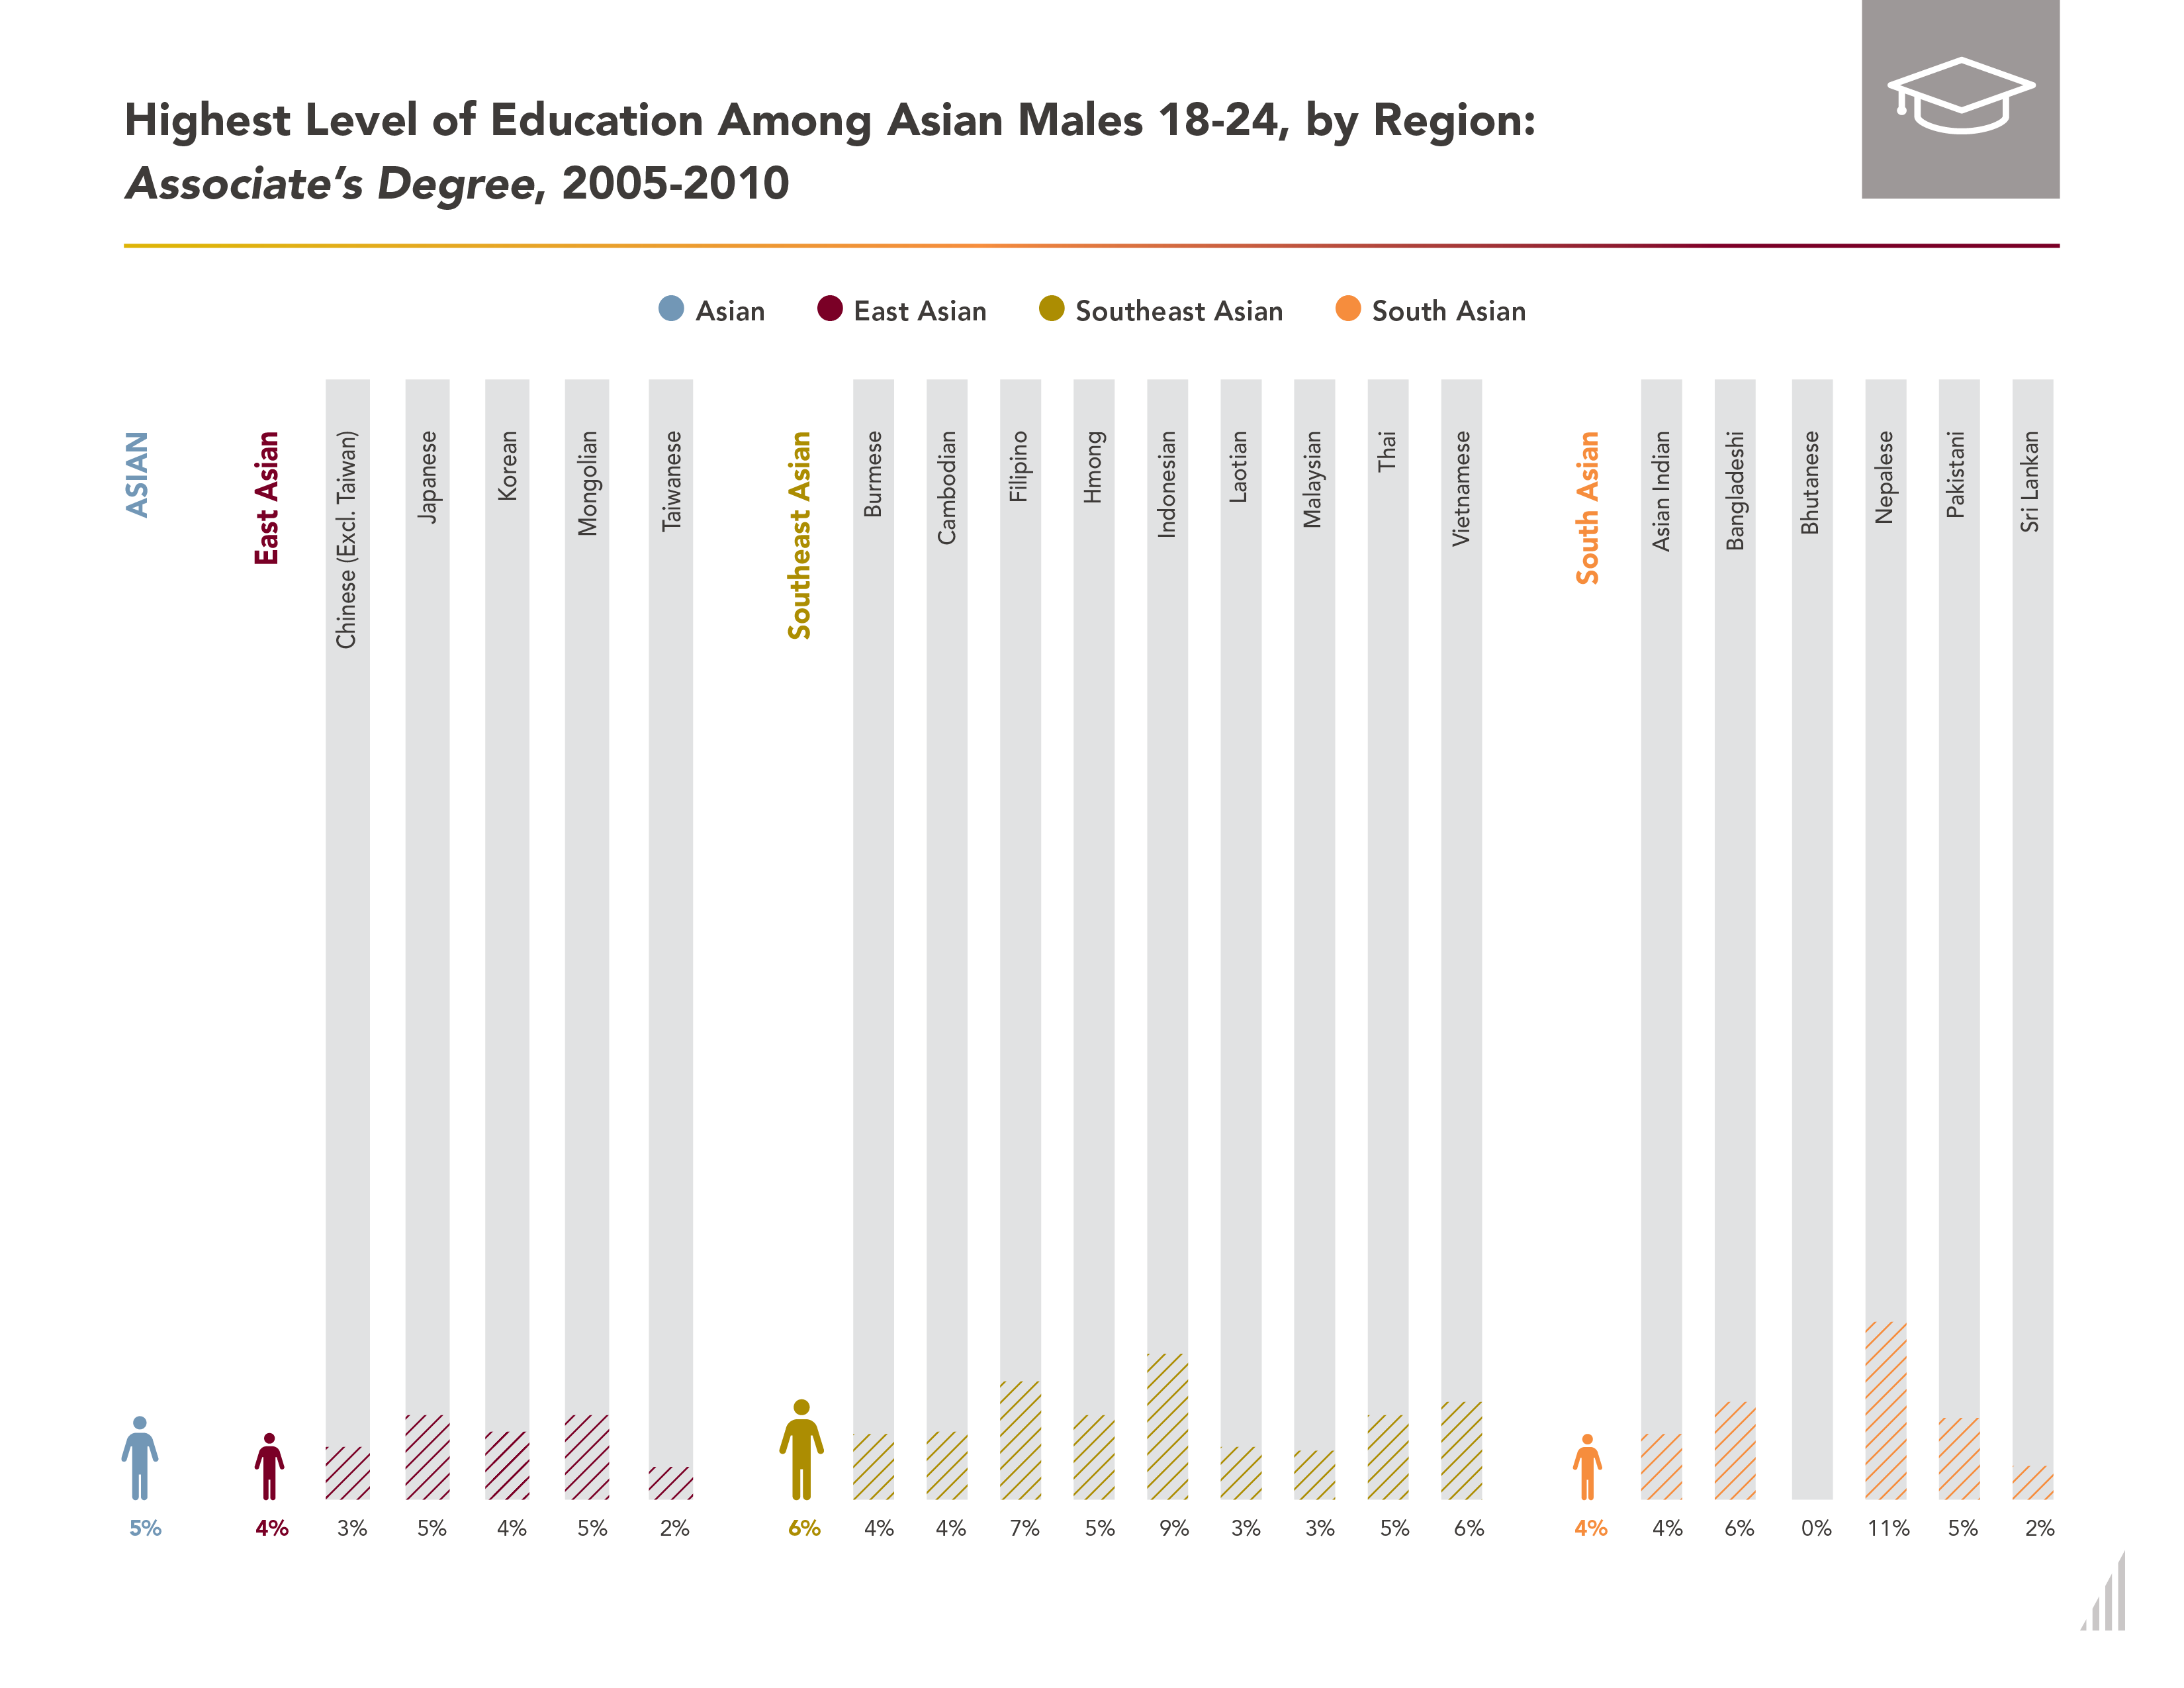 Highest Level of Education Among Asian Males 18-24, by Region:
Associate’s Degree, 2005-2010
Asian
East Asian
Southeast Asian
South Asian
ASIAN
East Asian
Chinese (Excl. Taiwan)
Japanese
Korean
Mongolian
Taiwanese
Southeast Asian
Burmese
Cambodian
Filipino
Hmong
Indonesian
Laotian
Malaysian
Thai
Vietnamese
South Asian
Asian Indian
Bangladeshi
Bhutanese
Nepalese
Pakistani
Sri Lankan
5%
4%
3%
5%
4%
5%
2%
6%
4%
4%
7%
5%
9%
3%
3%
5%
6%
4%
4%
6%
0%
11%
5%
2%